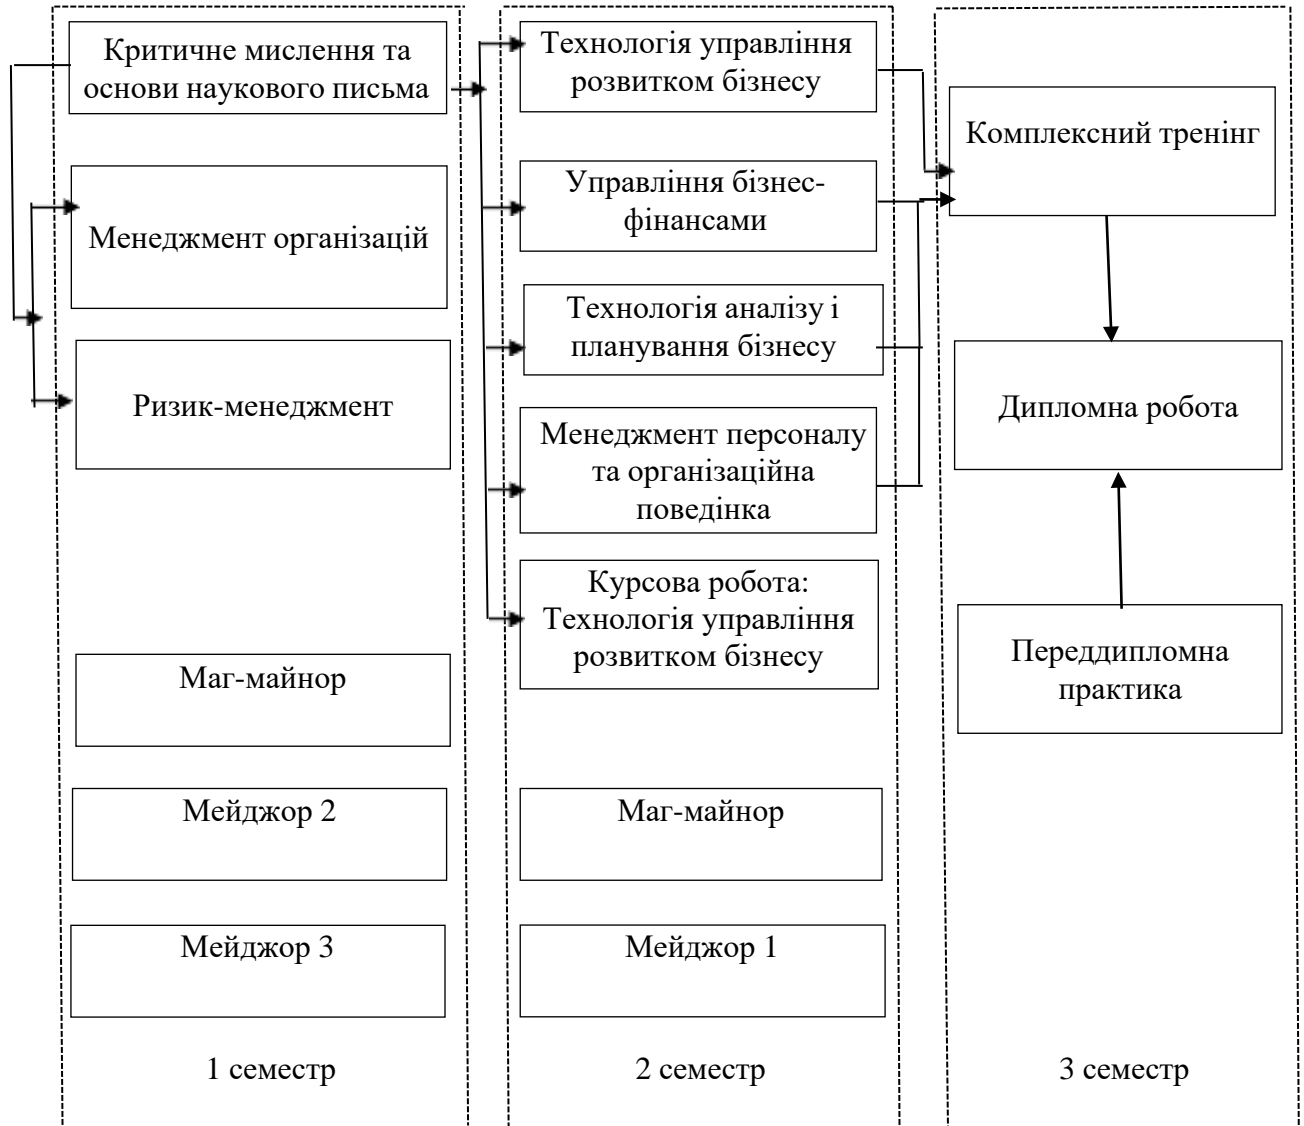 Критичне мислення та
основи наукового письма
Менеджмент організацій
Ризик-менеджмент
Маг-майнор
Мейджор 2
Мейджор 3
1 семестр
Технологія управління
розвитком бізнесу
Управління бізнес-
фінансами
Технологія аналізу і
планування бізнесу
Менеджмент персоналу
та організаційна
поведінка
Курсова робота:
Технологія управління
розвитком бізнесу
Маг-майнор
Мейджор 1
2 семестр
Комплексний тренінг
Дипломна робота
Переддипломна
практика
3 семестр